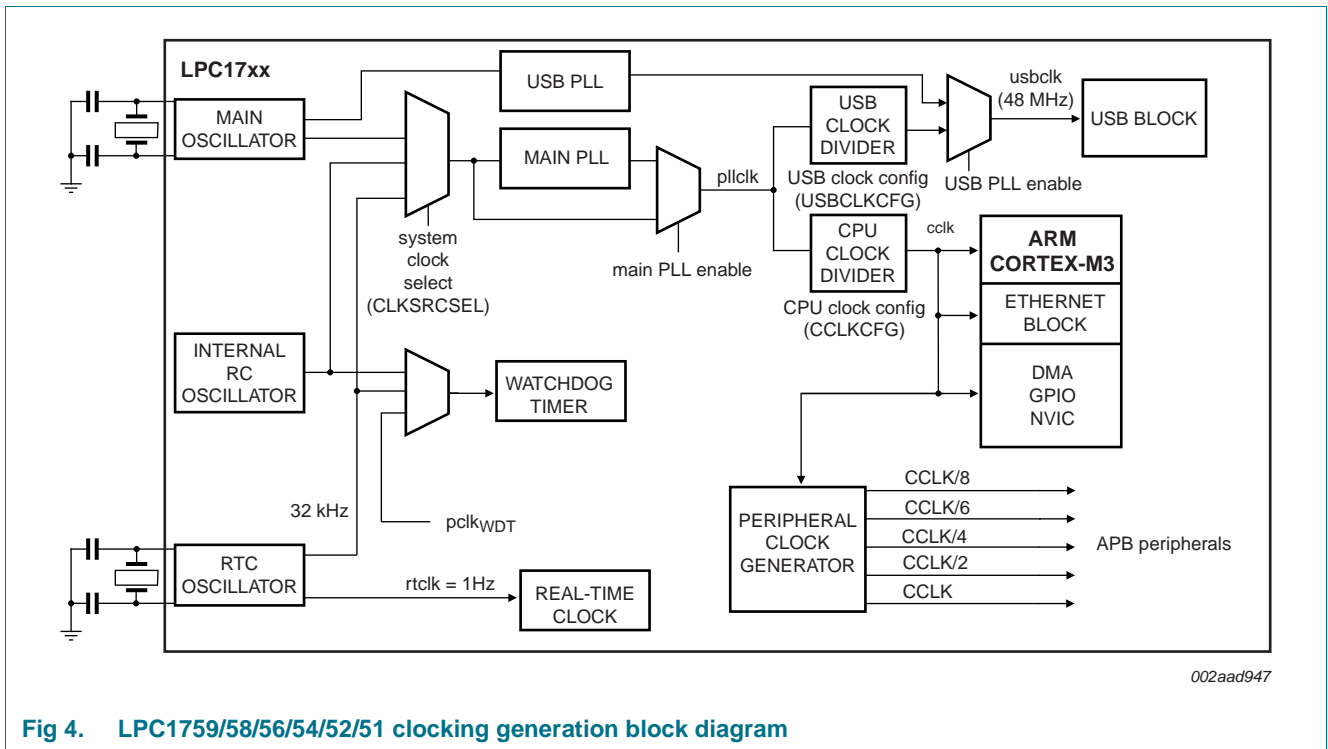 LPC17xx
MAIN
OSCILLATOR
USB PLL
MAIN PLL
system
clock
select
(CLKSRCSEL)
main PLL enable
pllclk
USB
CLOCK
DIVIDER
USB clock config
(USBCLKCFG)
usbclk
(48 MHz)
USB BLOCK
USB PLL enable
CPU
CLOCK
DIVIDER
CPU clock config
(CCLKCFG)
cclk
ARM
CORTEX-M3
ETHERNET
BLOCK
DMA
GPIO
NVIC
INTERNAL
RC
OSCILLATOR
WATCHDOG
TIMER
32 kHz
pclkWDT
RTC
OSCILLATOR
rtclk = 1Hz
REAL-TIME
CLOCK
PERIPHERAL
CLOCK
GENERATOR
CCLK/8
CCLK/6
CCLK/4
CCLK/2
CCLK
APB peripherals
002aad947
Fig 4. LPC1759/58/56/54/52/51 clocking generation block diagram